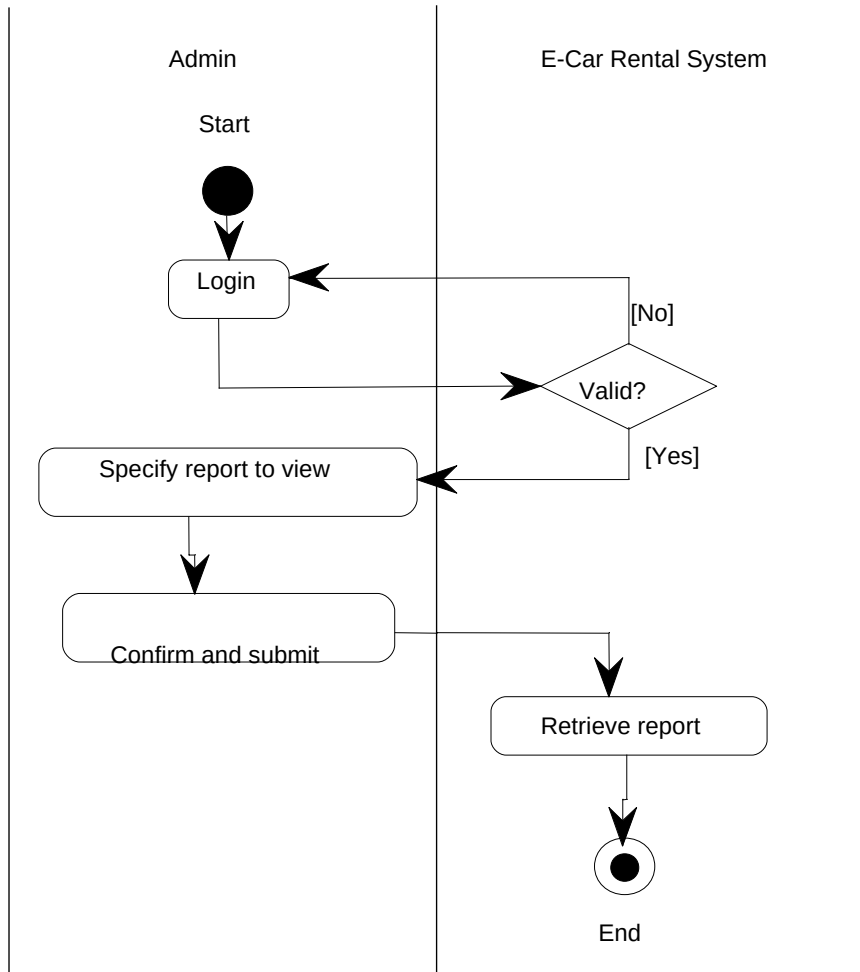 Admin
E-Car Rental System
Start
Login
[No]
Valid?
[Yes]
Specify report to view
Confirm and submit
Retrieve report
End